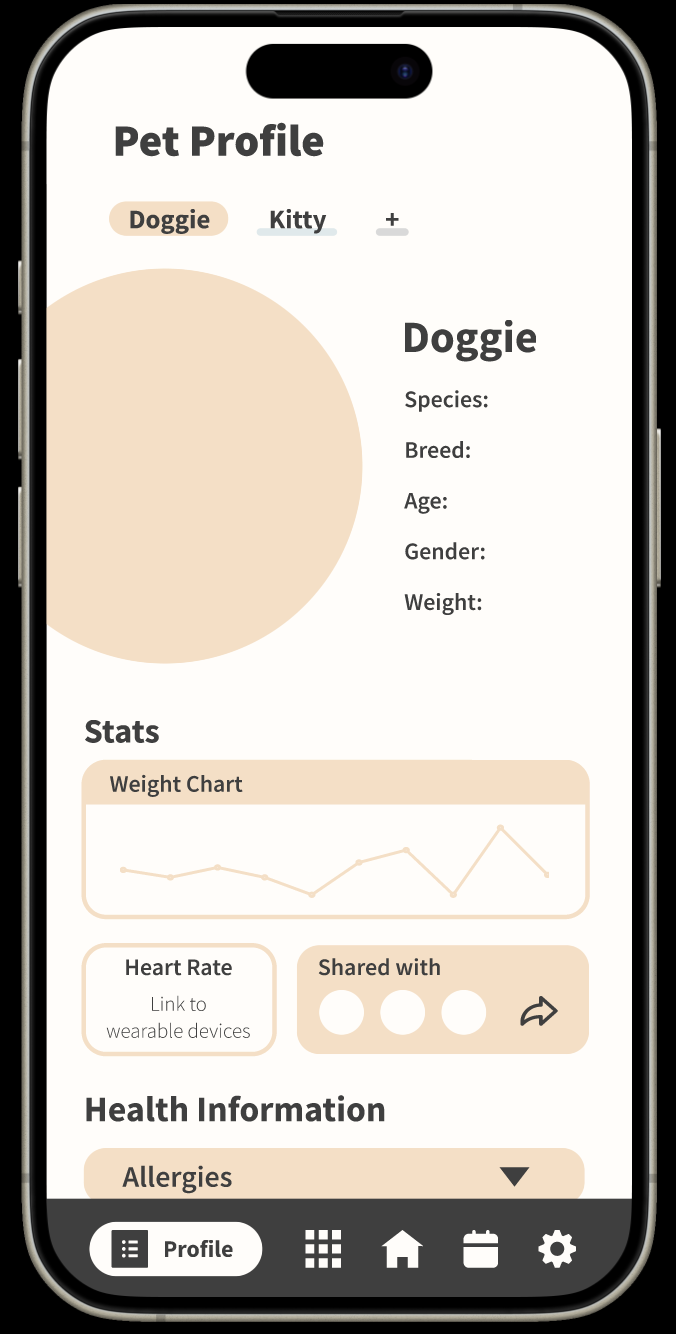 Pet Profile
Doggie Kitty +
Doggie
Species:
Breed:
Age:
Gender:
Weight:
Stats
Weight Chart
Heart Rate
Link to
wearable devices
Shared with
Health Information
Allergies
Profile